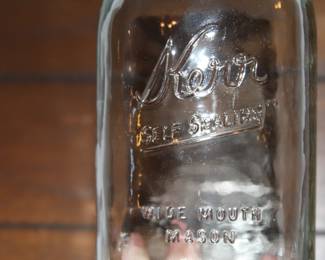 Kerr
SELF SEALING
WIDE MOUTH
MASON